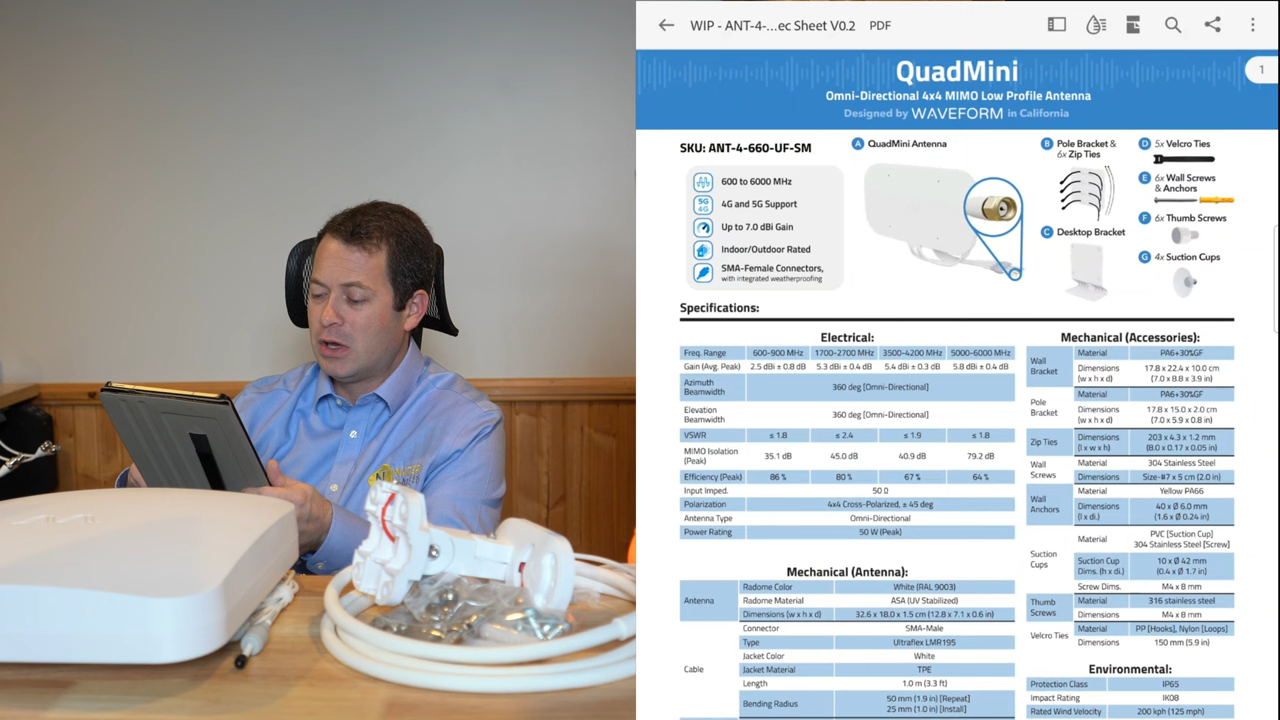 WIP - ANT-4-...ec Sheet V0.2 PDF
QuadMini
1
Omni-Directional 4x4 MIMO Low Profile Antenna
Designed by WAVEFORM in California
SKU: ANT-4-660-UF-SM
600 to 6000 MHz
5G
4G
4G and 5G Support
Up to 7.0 dBi Gain
Indoor/Outdoor Rated
SMA-Female Connectors,
with integrated weatherproofing
A QuadMini Antenna
B Pole Bracket &
6x Zip Ties
C Desktop Bracket
D 5x Velcro Ties
E 6x Wall Screws
& Anchors
F 6x Thumb Screws
G 4x Suction Cups
Specifications:
Electrical:
Freq. Range 600-900 MHz 1700-2700 MHz 3500-4200 MHz 5000-6000 MHz
Gain (Avg. Peak) 2.5 dBi ± 0.8 dB 5.3 dBi ± 0.4 dB 5.4 dBi ± 0.3 dB 5.8 dBi ± 0.4 dB
Azimuth
Beamwidth
360 deg [Omni-Directional]
Elevation
Beamwidth
360 deg [Omni-Directional]
VSWR ≤ 1.8 ≤ 2.4 ≤ 1.9 ≤ 1.8
MIMO Isolation
(Peak)
35.1 dB 45.0 dB 40.9 dB 79.2 dB
Efficiency (Peak) 86 % 80 % 67 % 64 %
Input Imped. 50 Ω
Polarization 4x4 Cross-Polarized, ± 45 deg
Antenna Type Omni-Directional
Power Rating 50 W (Peak)
Mechanical (Antenna):
Antenna
Radome Color White (RAL 9003)
Radome Material ASA (UV Stabilized)
Dimensions (w x h x d) 32.6 x 18.0 x 1.5 cm (12.8 x 7.1 x 0.6 in)
Cable
Connector SMA-Male
Type Ultraflex LMR195
Jacket Color White
Jacket Material TPE
Length 1.0 m (3.3 ft)
Bending Radius
50 mm (1.9 in) [Repeat]
25 mm (1.0 in) [Install]
Mechanical (Accessories):
Wall
Bracket
Material PA6+30%GF
Dimensions
(w x h x d)
17.8 x 22.4 x 10.0 cm
(7.0 x 8.8 x 3.9 in)
Pole
Bracket
Material PA6+30%GF
Dimensions
(w x h x d)
17.8 x 15.0 x 2.0 cm
(7.0 x 5.9 x 0.8 in)
Zip Ties
Dimensions
(l x w x h)
203 x 4.3 x 1.2 mm
(8.0 x 0.17 x 0.05 in)
Wall
Screws
Material 304 Stainless Steel
Dimensions Size-#7 x 5 cm (2.0 in)
Wall
Anchors
Material Yellow PA66
Dimensions
(l x di.)
40 x Ø 6.0 mm
(1.6 x Ø 0.24 in)
Suction
Cups
Material
PVC [Suction Cup]
304 Stainless Steel [Screw]
Suction Cup
Dims. (h x di.)
10 x Ø 42 mm
(0.4 x Ø 1.7 in)
Screw Dims. M4 x 8 mm
Thumb
Screws
Material 316 stainless steel
Dimensions M4 x 8 mm
Velcro Ties
Material PP [Hooks], Nylon [Loops]
Dimensions 150 mm (5.9 in)
Environmental:
Protection Class IP65
Impact Rating IK08
Rated Wind Velocity 200 kph (125 mph)